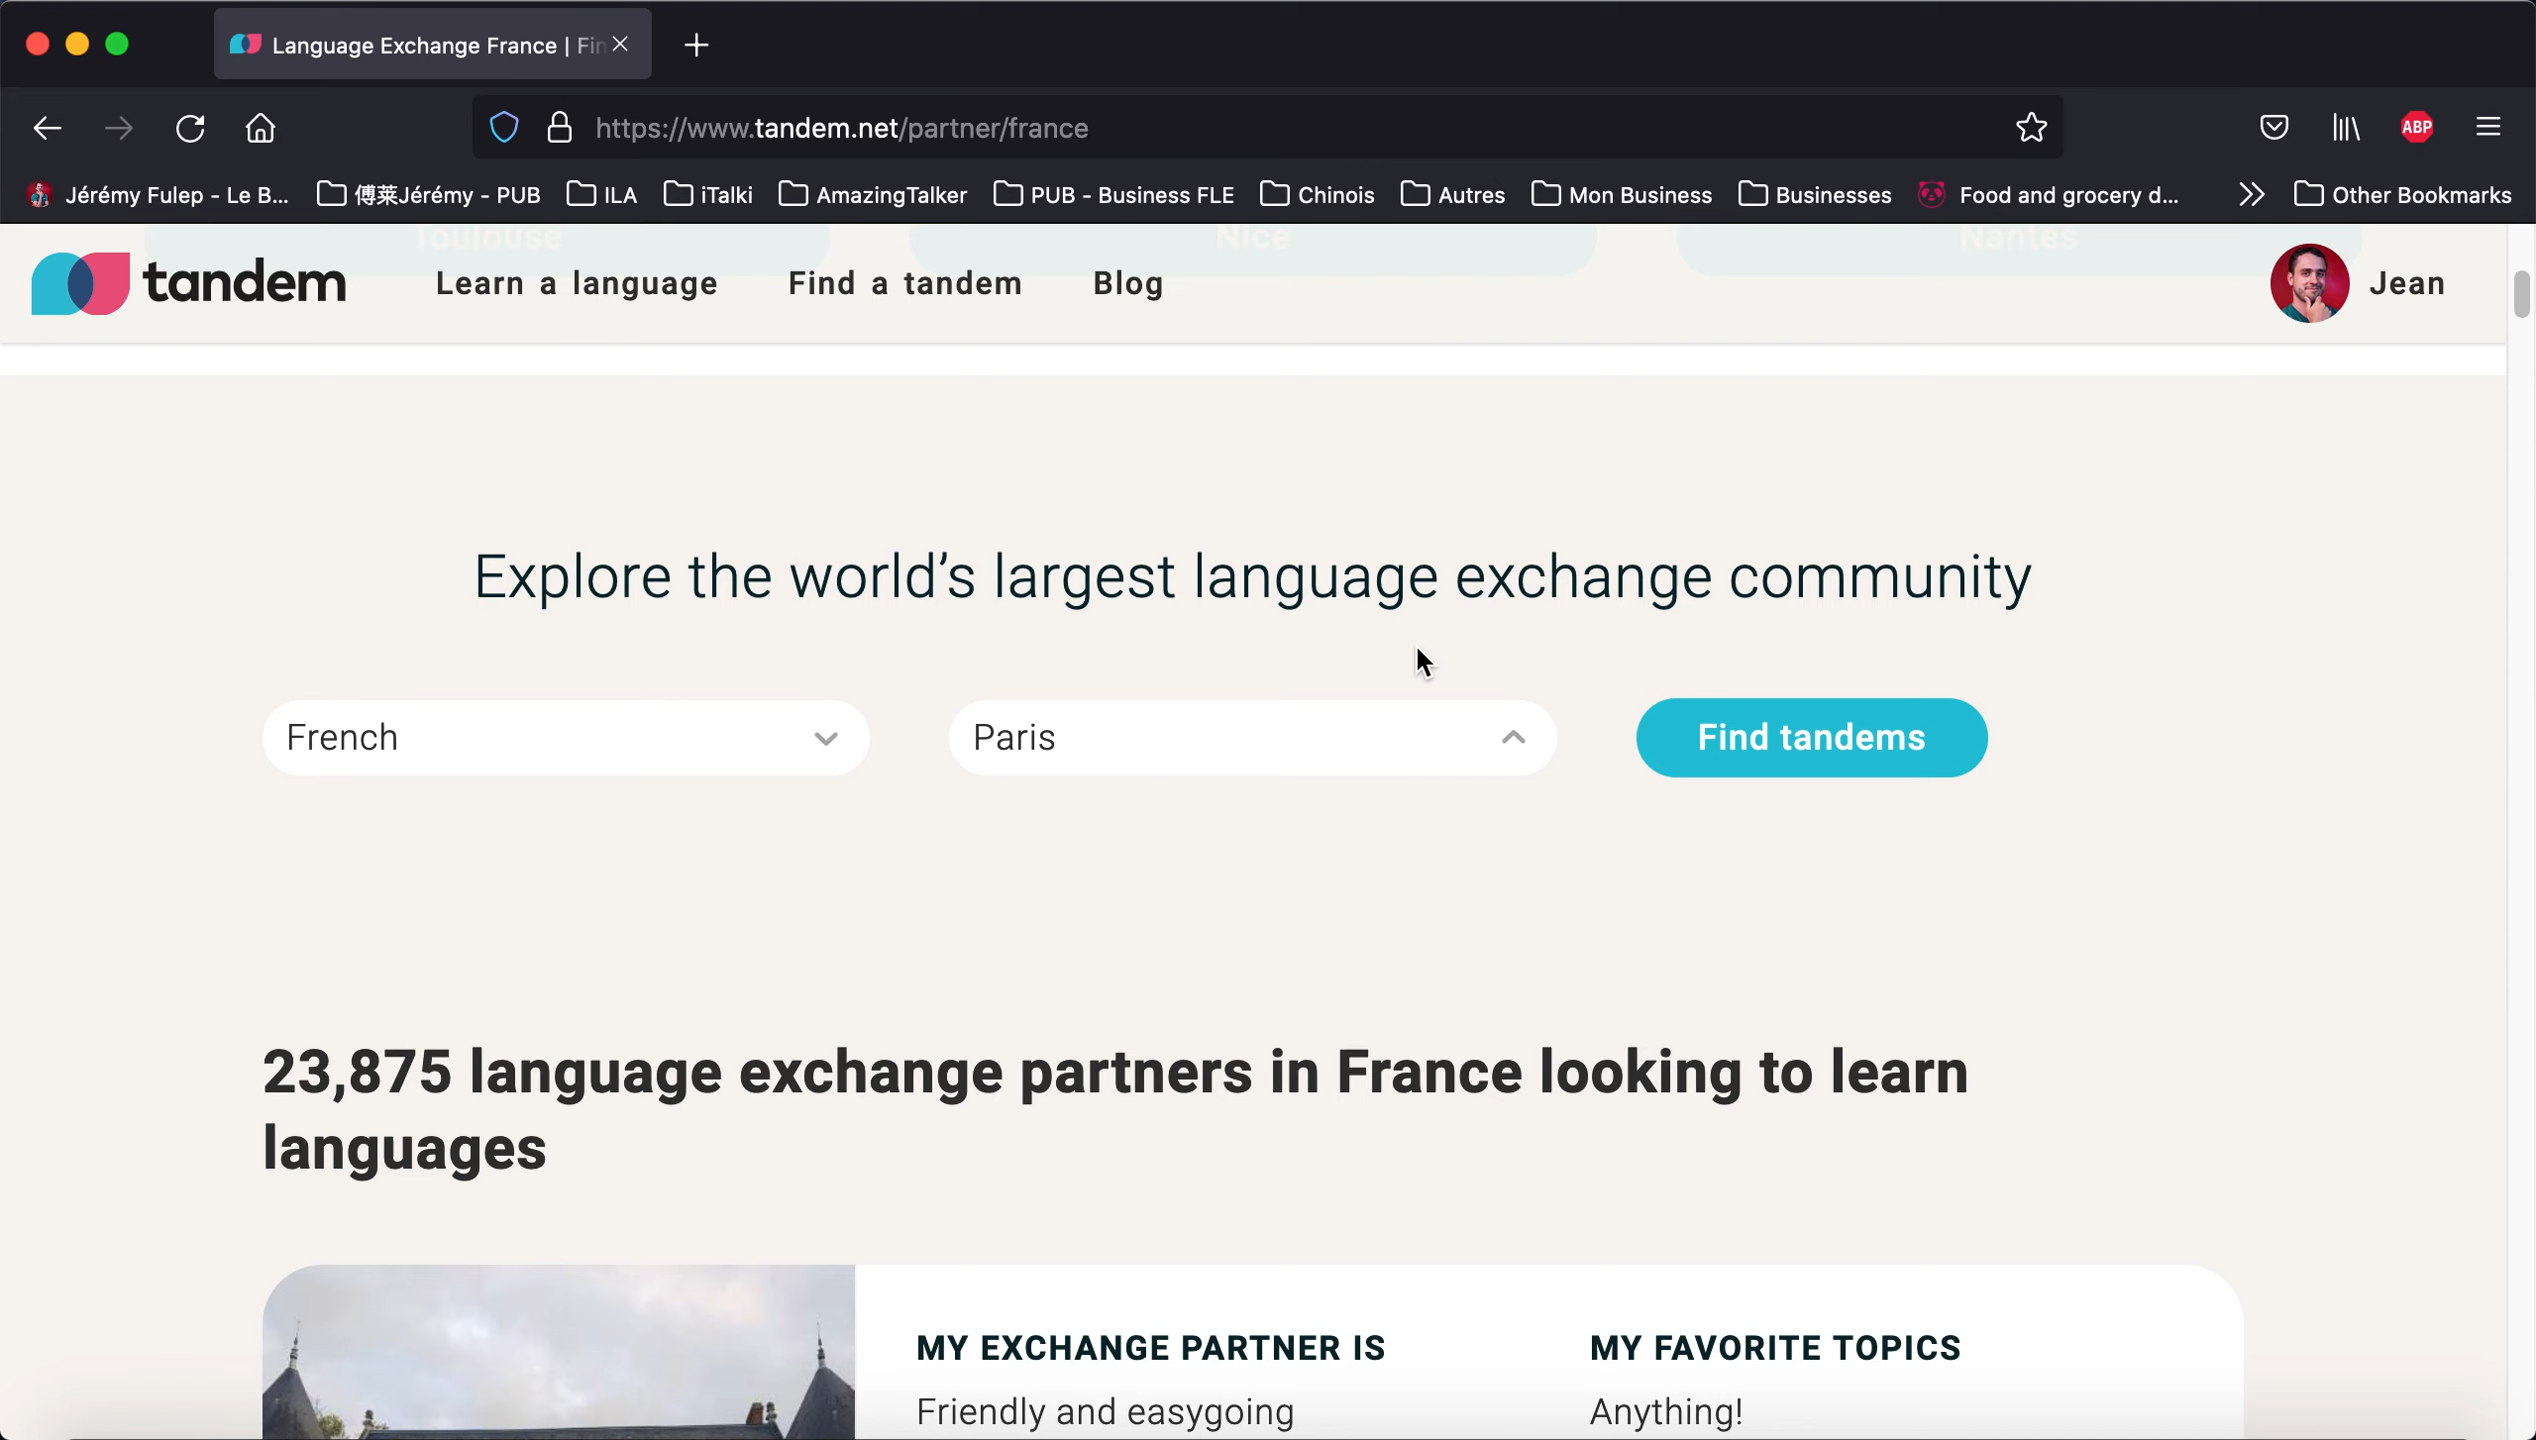 Language Exchange France | Fin
https://www.tandem.net/partner/france
Jérémy Fulep - Le B... 傅莱Jérémy - PUB ILA iTalki AmazingTalker PUB - Business FLE Chinois Autres Mon Business Businesses Food and grocery d... Other Bookmarks
ABP
Toulouse Nice Nantes
tandem Learn a language Find a tandem Blog Jean
Explore the world’s largest language exchange community
French Paris Find tandems
23,875 language exchange partners in France looking to learn
languages
MY EXCHANGE PARTNER IS MY FAVORITE TOPICS
Friendly and easygoing Anything!